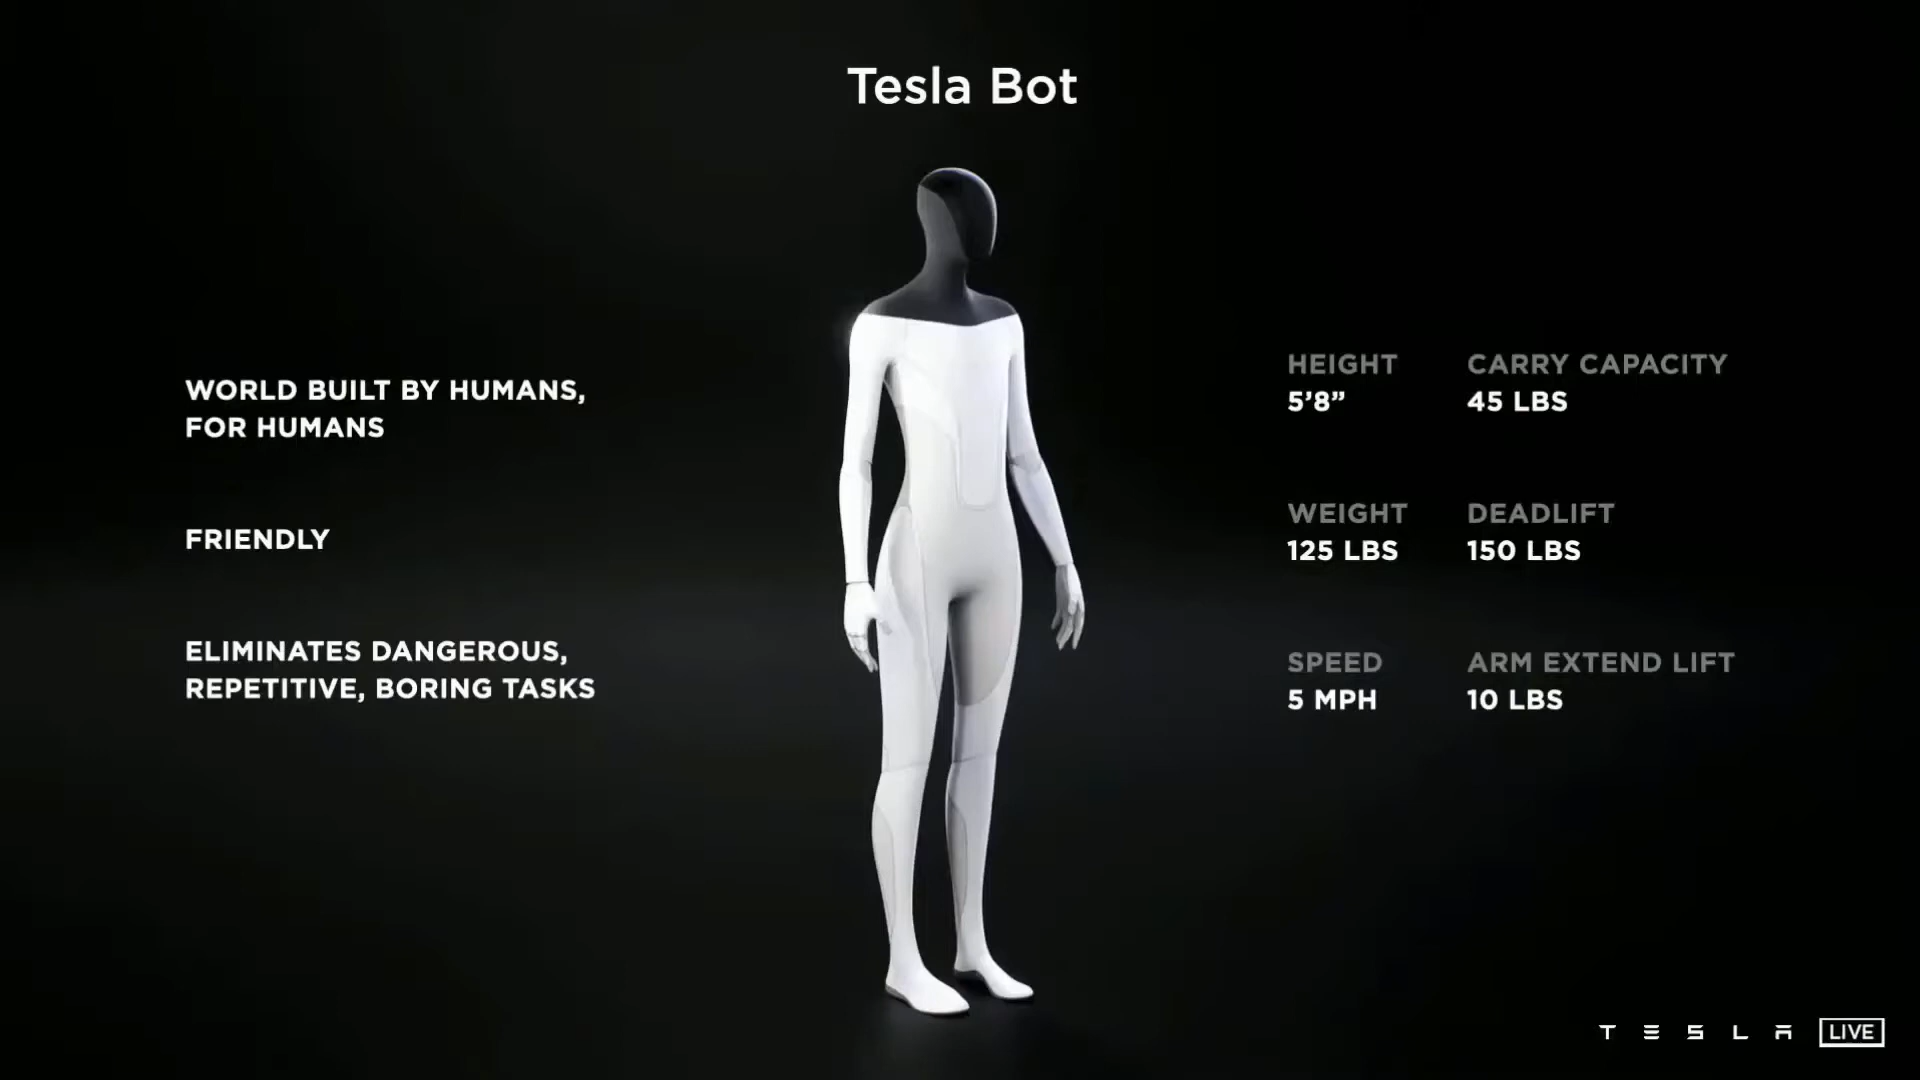 Tesla Bot
WORLD BUILT BY HUMANS,
FOR HUMANS
FRIENDLY
ELIMINATES DANGEROUS,
REPETITIVE, BORING TASKS
HEIGHT
5’8”
CARRY CAPACITY
45 LBS
WEIGHT
125 LBS
DEADLIFT
150 LBS
SPEED
5 MPH
ARM EXTEND LIFT
10 LBS
TESLA LIVE